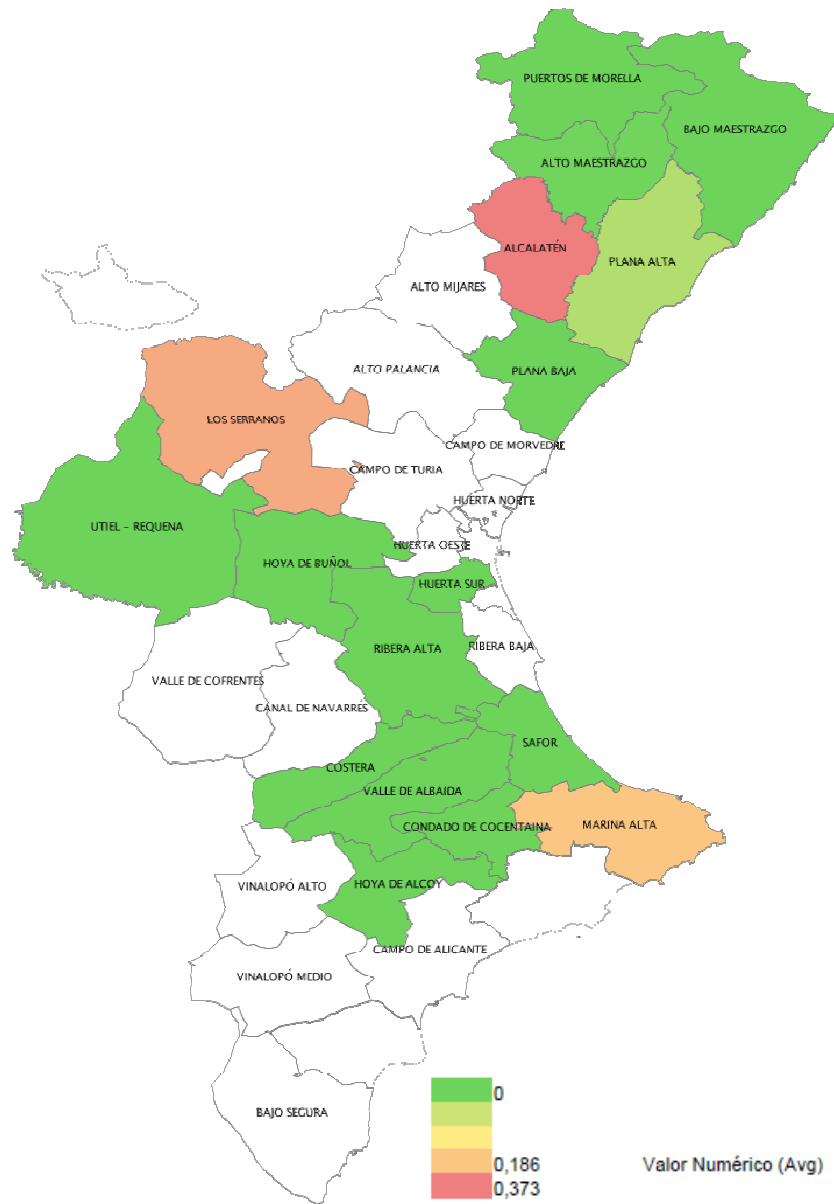 PUERTOS DE MORELLA
BAJO MAESTRAZGO
ALTO MAESTRAZGO
ALCALATÉN
PLANA ALTA
ALTO MIJARES
ALTO PALANCIA
PLANA BAJA
LOS SERRANOS
CAMPO DE MORVEDRE
CAMPO DE TURIA
HUERTA NORTE
UTIEL - REQUENA
HUERTA OESTE
HOYA DE BUÑOL
HUERTA SUR
RIBERA ALTA
RIBERA BAJA
VALLE DE COFRENTES
CANAL DE NAVARRÉS
SAFOR
COSTERA
VALLE DE ALBAIDA
CONDADO DE COCENTAINA
MARINA ALTA
VINALOPÓ ALTO
HOYA DE ALCOY
CAMPO DE ALICANTE
VINALOPÓ MEDIO
BAJO SEGURA
0
0,186
Valor Numérico (Avg)
0,373